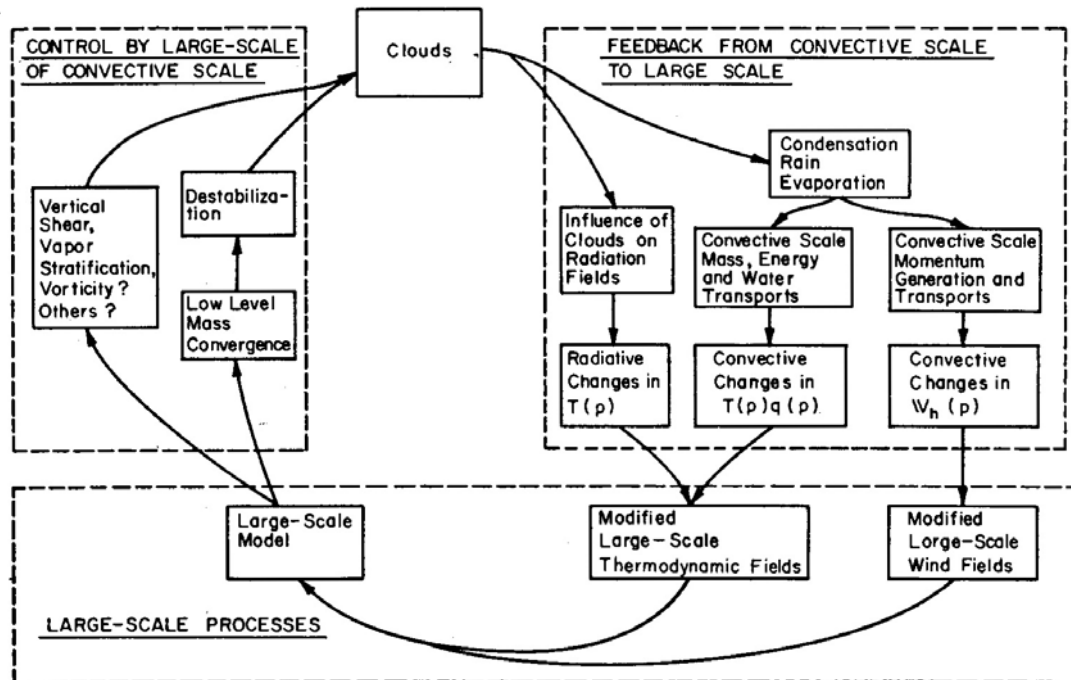 CONTROL BY LARGE-SCALE
OF CONVECTIVE SCALE
Clouds
FEEDBACK FROM CONVECTIVE SCALE
TO LARGE SCALE
Vertical
Shear,
Vapor
Stratification,
Vorticity?
Others?
Destabiliza-
tion
Low Level
Mass
Convergence
Condensation
Rain
Evaporation
Influence of
Clouds on
Radiation
Fields
Convective Scale
Mass, Energy
and Water
Transports
Convective Scale
Momentum
Generation and
Transports
Radiative
Changes in
T(p)
Convective
Changes in
T(p)q(p)
Convective
Changes in
𝕍h (p)
Large-Scale
Model
Modified
Large-Scale
Thermodynamic Fields
Modified
Lorge-Scale
Wind Fields
LARGE-SCALE PROCESSES